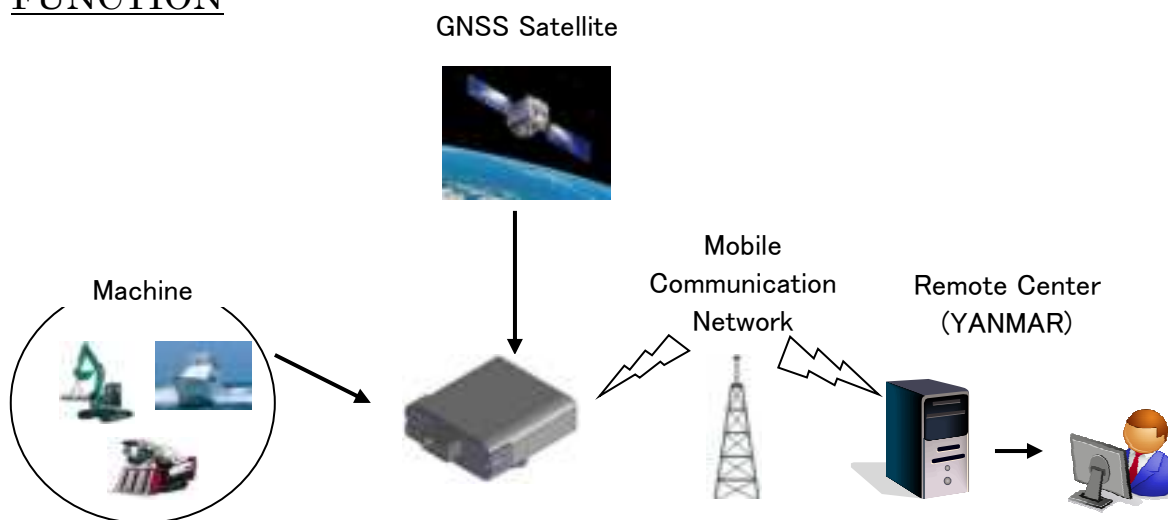 FUNCTION
GNSS Satellite
Mobile
Communication
Network
Machine
Remote Center
(YANMAR)